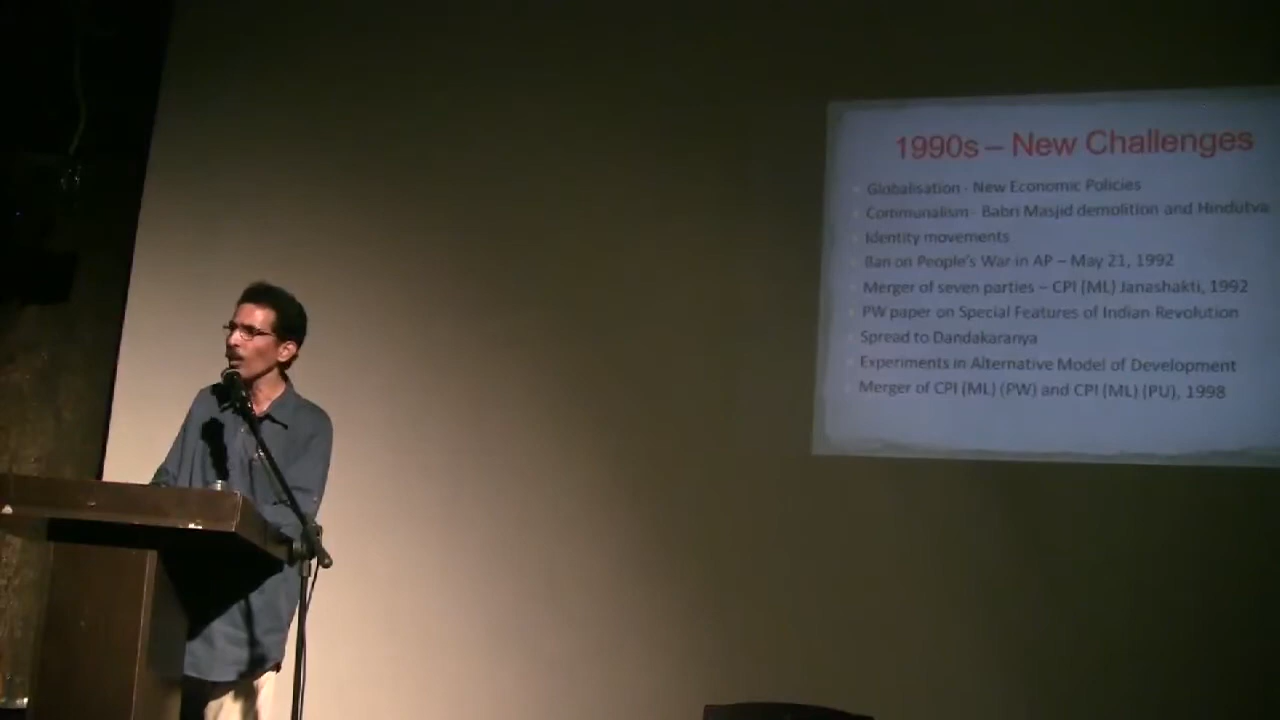 1990s – New Challenges
Globalisation - New Economic Policies
Communalism - Babri Masjid demolition and Hindutva
Identity movements
Ban on People's War in AP – May 21, 1992
Merger of seven parties – CPI (ML) Janashakti, 1992
PW paper on Special Features of Indian Revolution
Spread to Dandakaranya
Experiments in Alternative Model of Development
Merger of CPI (ML) (PW) and CPI (ML) (PU), 1998